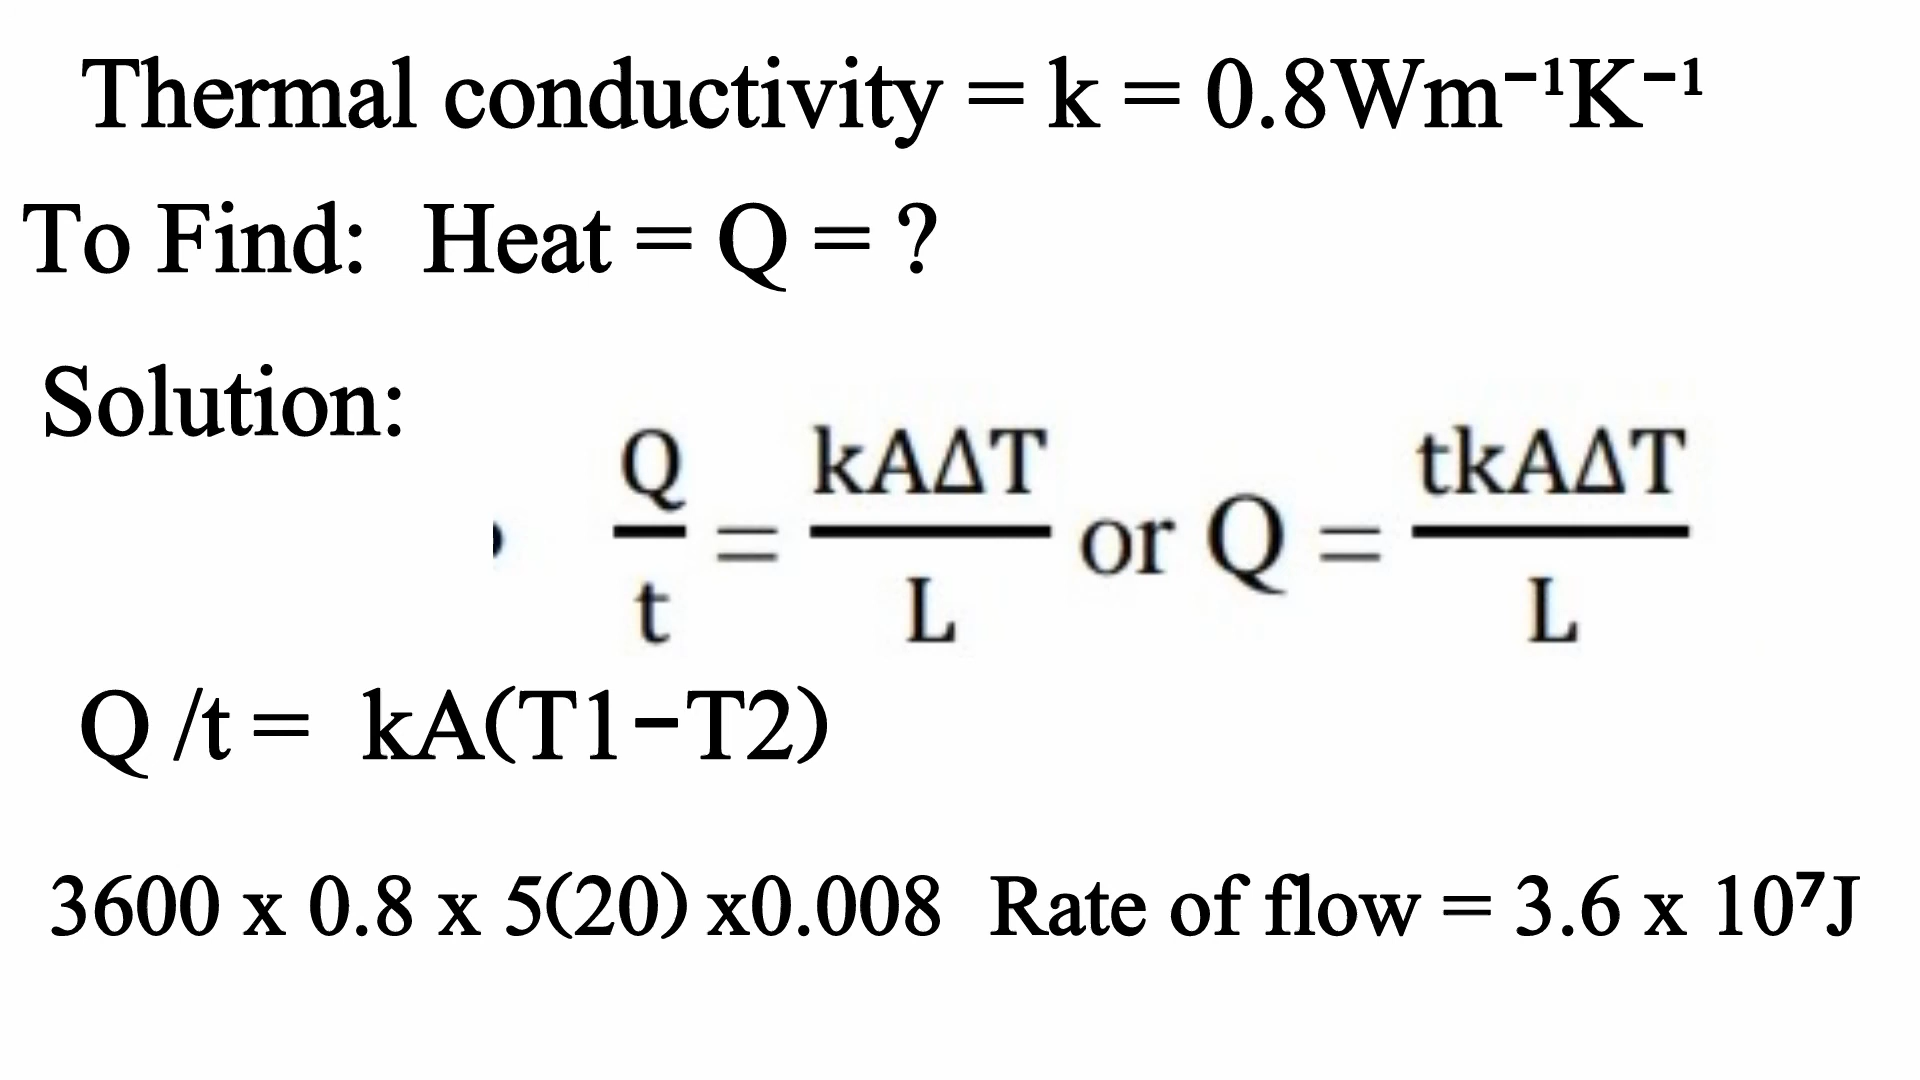 Thermal conductivity = k = 0.8Wm⁻¹K⁻¹
To Find: Heat = Q = ?
Solution:
Q/t = kAΔT/L or Q = tkAΔT/L
Q /t = kA(T1−T2)
3600 x 0.8 x 5(20) x0.008 Rate of flow = 3.6 x 10⁷J